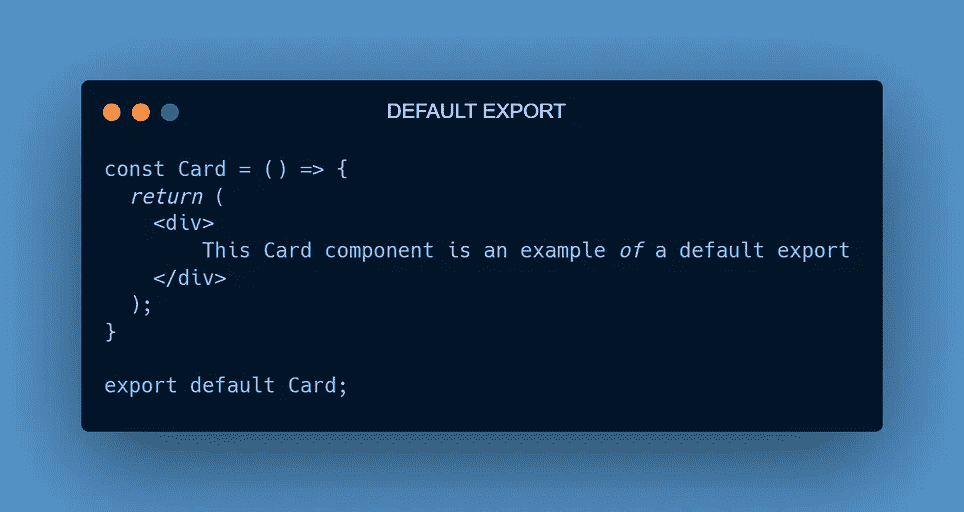 DEFAULT EXPORT
const Card = () => {
  return (
    <div>
        This Card component is an example of a default export
    </div>
  );
}
export default Card;